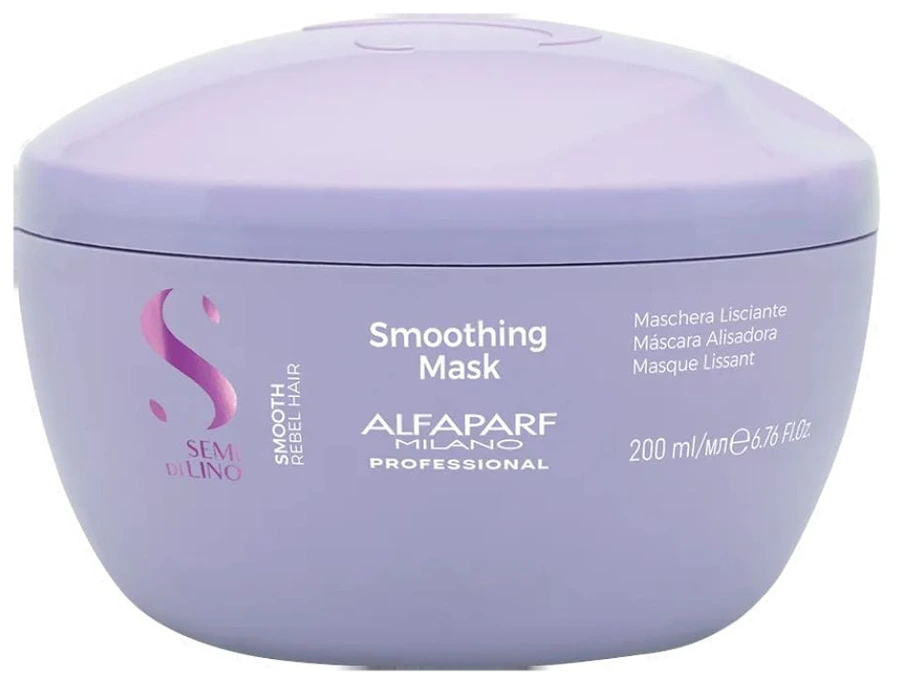 SEMI
DI LINO
SMOOTH
REBEL HAIR
Smoothing
Mask
ALFAPARF
MILANO
PROFESSIONAL
Maschera Lisciante
Máscara Alisadora
Masque Lissant
200 ml/мл℮6.76 Fl.Oz.